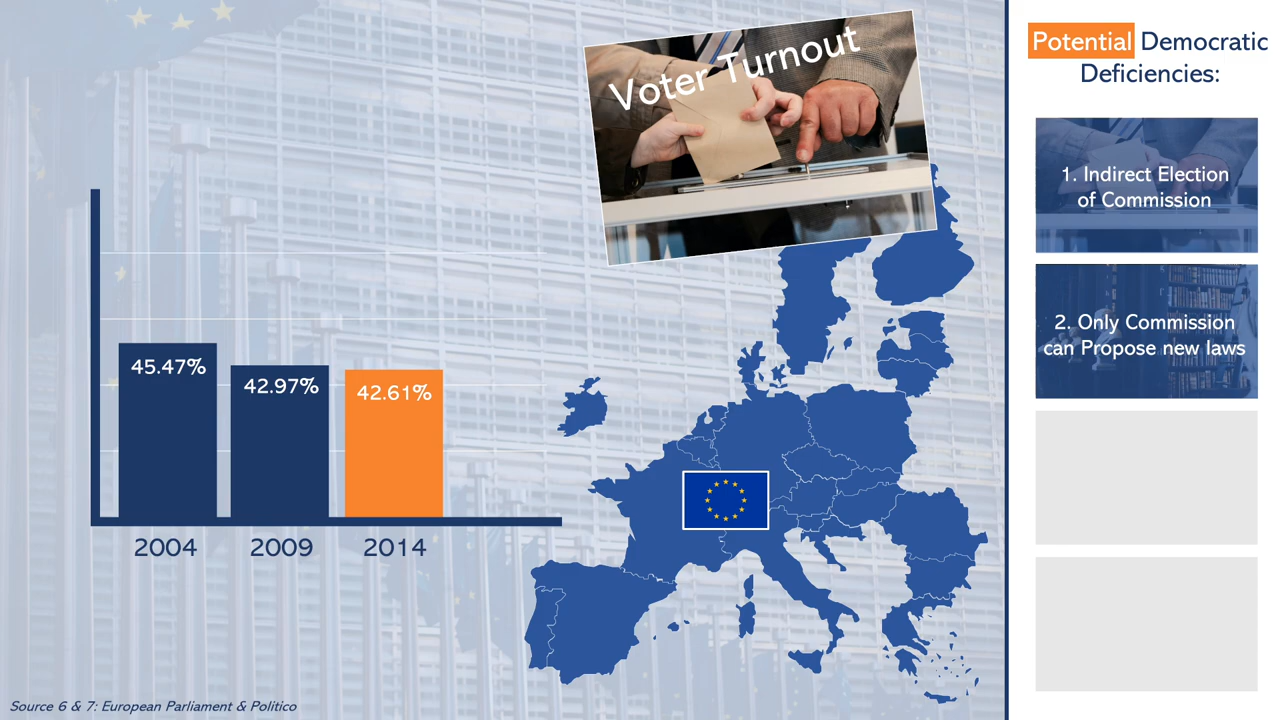 Voter Turnout
45.47%
42.97%
42.61%
2004
2009
2014
Source 6 & 7: European Parliament & Politico
Potential Democratic
Deficiencies:
1. Indirect Election
of Commission
2. Only Commission
can Propose new laws